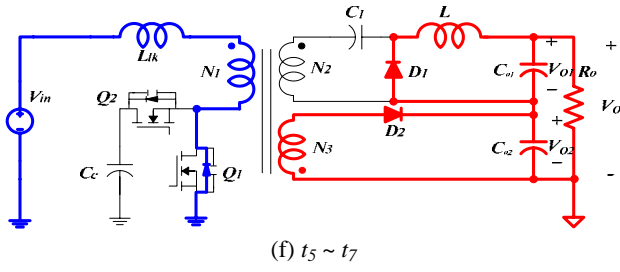 C1 L
Llk N1 N2 D1 Co1 VO1 Ro
+ + + - + - + -
Vin Q2 VO
D2
Cc Q1 N3 Co2 VO2
(f) t5 ~ t7